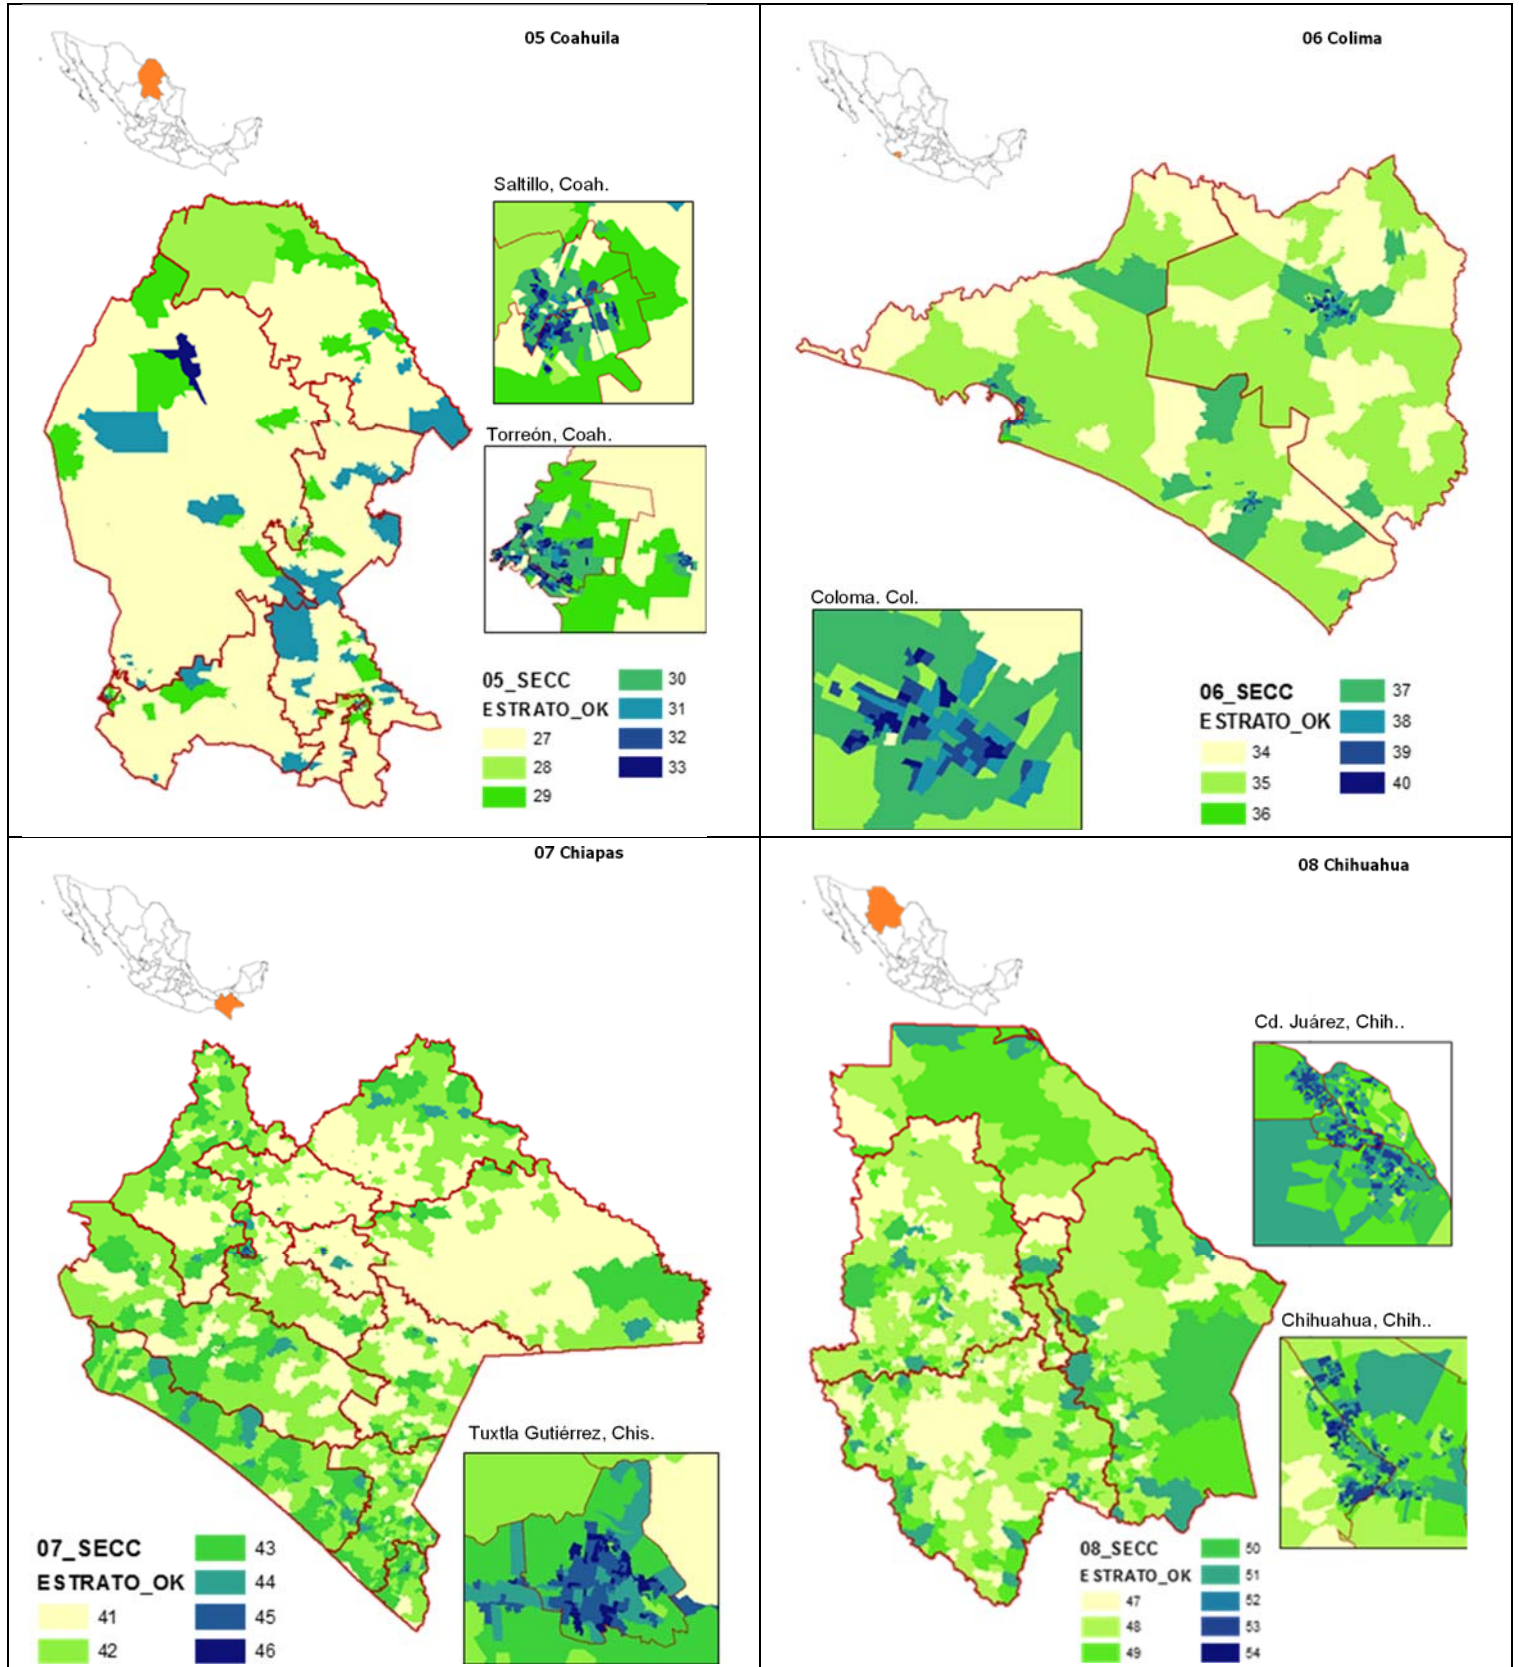 05 Coahuila
Saltillo, Coah.
Torreón, Coah.
05_SECC
ESTRATO_OK
27
28
29
30
31
32
33
06 Colima
Coloma. Col.
06_SECC
ESTRATO_OK
34
35
36
37
38
39
40
07 Chiapas
Tuxtla Gutiérrez, Chis.
07_SECC
ESTRATO_OK
41
42
43
44
45
46
08 Chihuahua
Cd. Juárez, Chih..
Chihuahua, Chih..
08_SECC
ESTRATO_OK
47
48
49
50
51
52
53
54